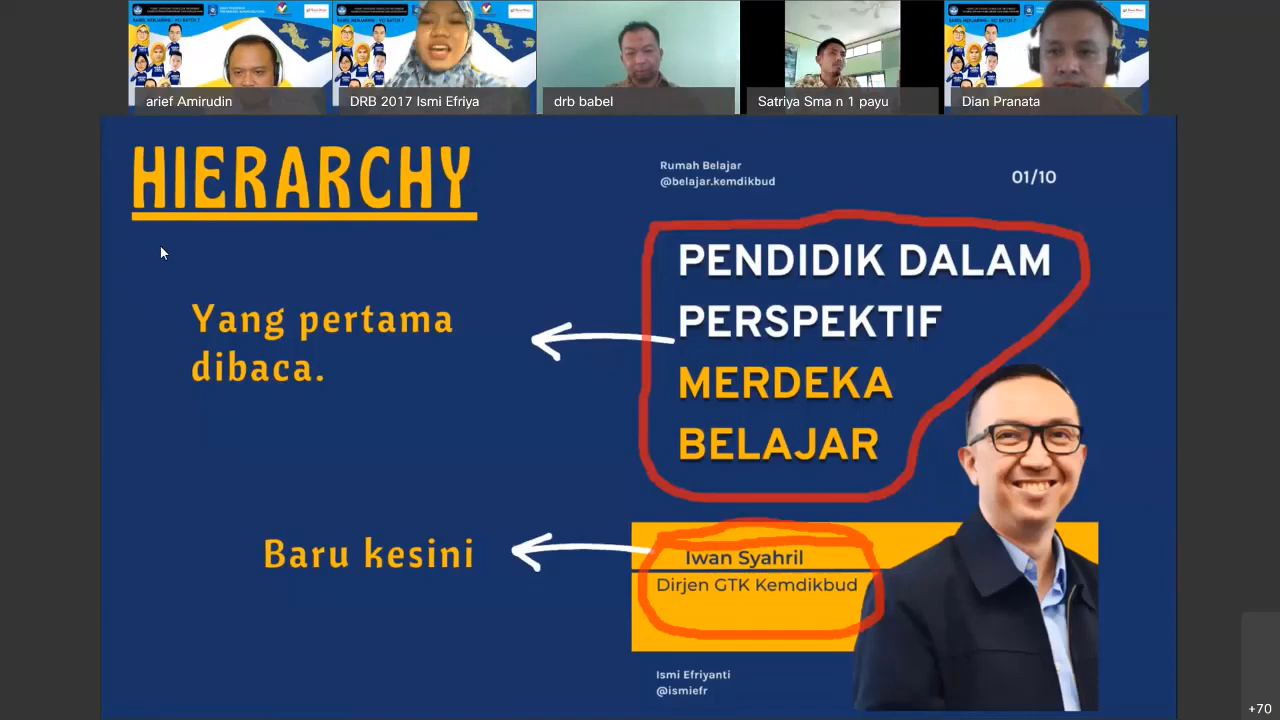 arief Amirudin
DRB 2017 Ismi Efriya
drb babel
Satriya Sma n 1 payu
Dian Pranata
HIERARCHY
Rumah Belajar
@belajar.kemdikbud
01/10
PENDIDIK DALAM
PERSPEKTIF
MERDEKA
BELAJAR
Yang pertama
dibaca.
Baru kesini
Iwan Syahril
Dirjen GTK Kemdikbud
Ismi Efriyanti
@ismiefr
+70